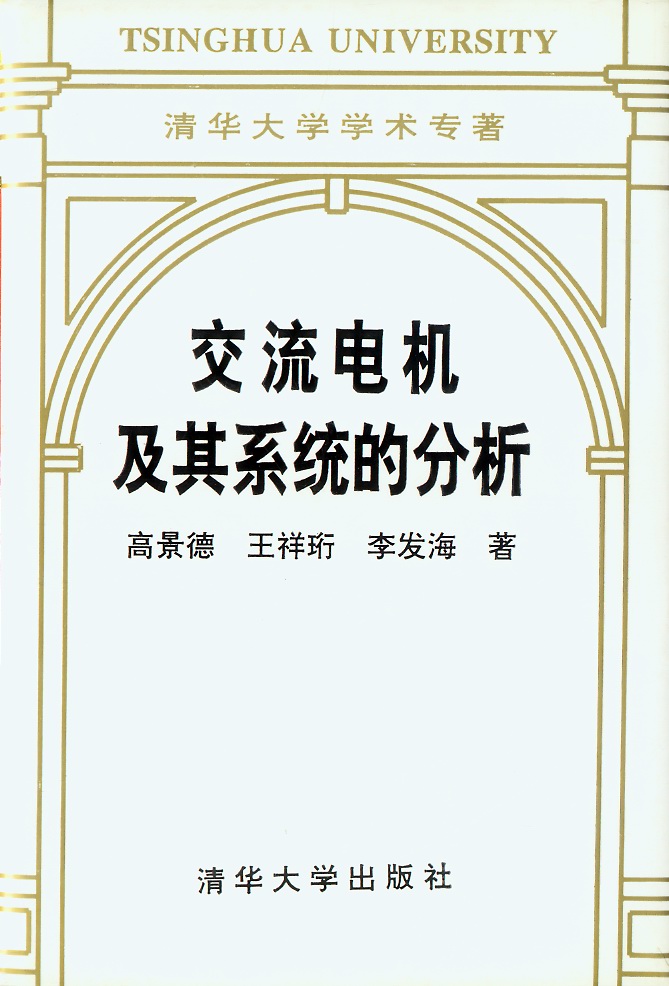 TSINGHUA UNIVERSITY
清华大学学术专著
交流电机
及其系统的分析
高景德 王祥珩 李发海 著
清华大学出版社